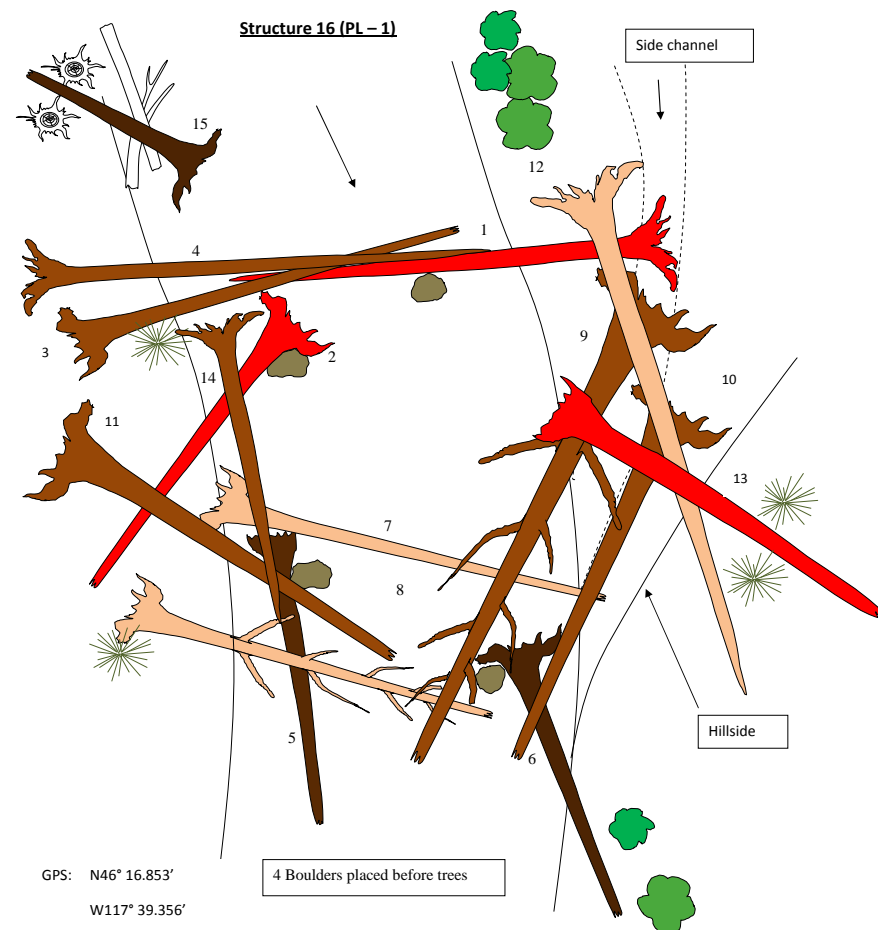 Structure 16 (PL – 1)
Side channel
15
12
1
4
9
3
2
14
10
11
13
7
8
5
6
Hillside
GPS: N46° 16.853’
W117° 39.356’
4 Boulders placed before trees